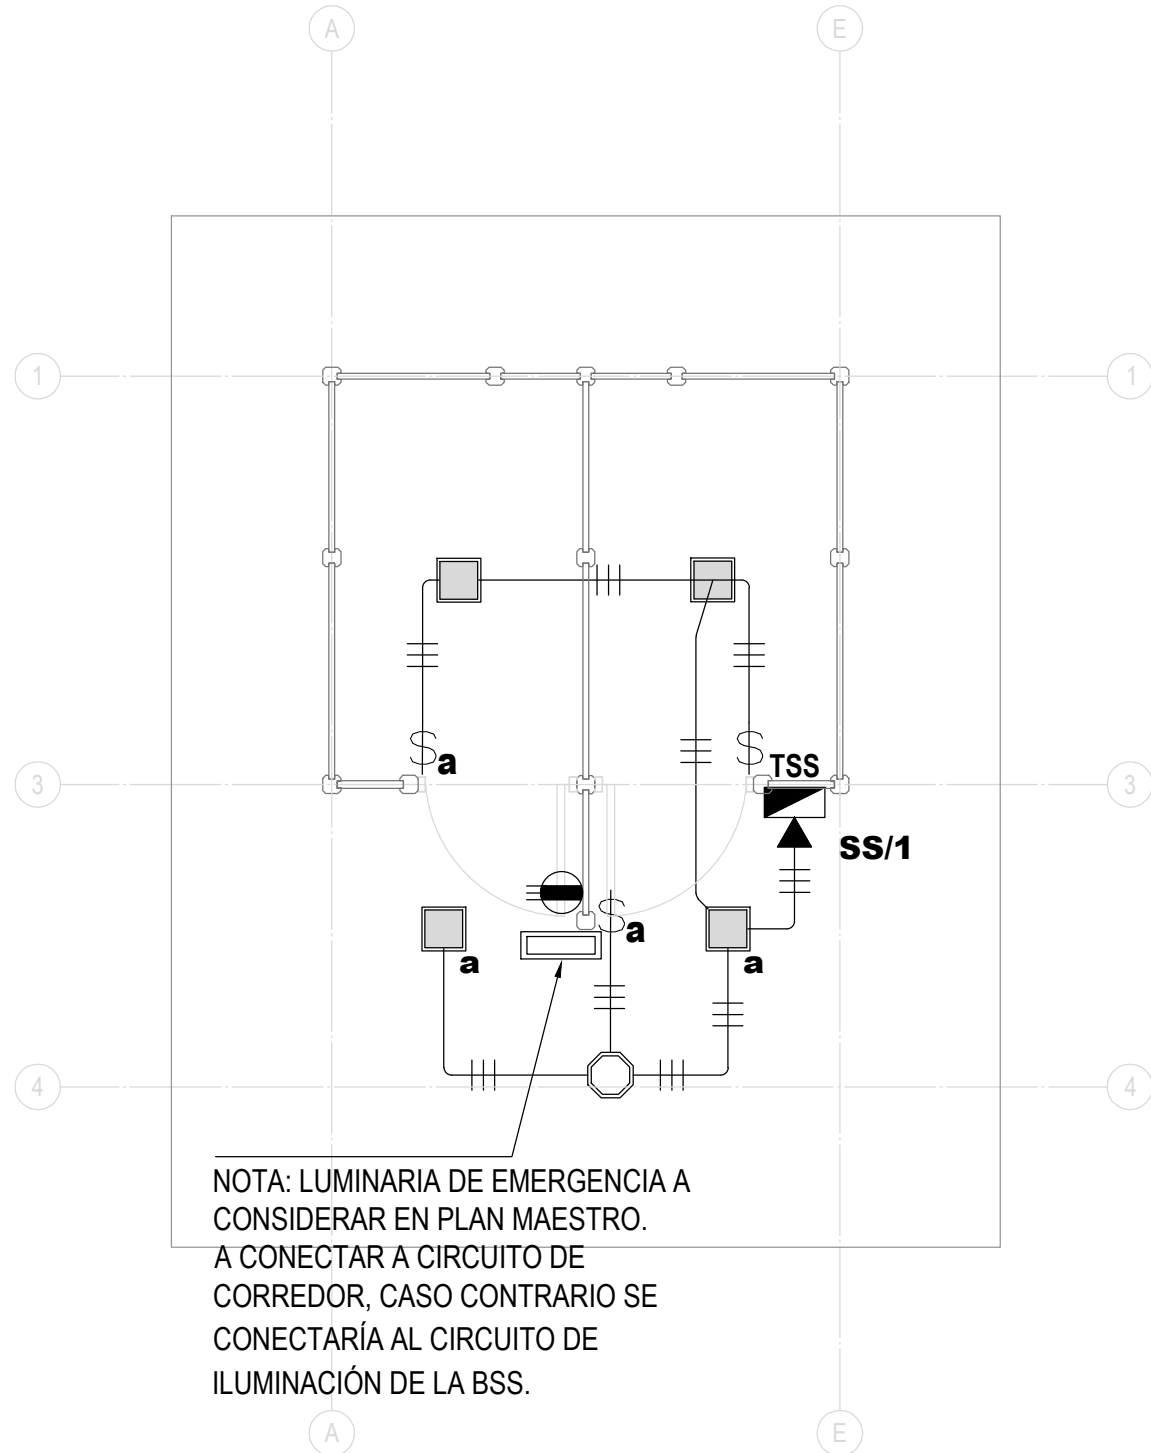 A
E
1
1
S
a
S
TSS
3
3
SS/1
S
a
a
a
4
4
NOTA: LUMINARIA DE EMERGENCIA A
CONSIDERAR EN PLAN MAESTRO.
A CONECTAR A CIRCUITO DE
CORREDOR, CASO CONTRARIO SE
CONECTARÍA AL CIRCUITO DE
ILUMINACIÓN DE LA BSS.
A
E